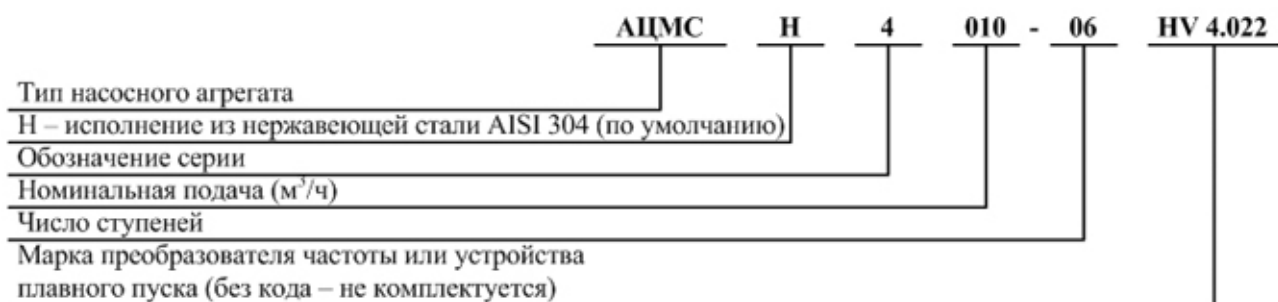 АЦМС Н 4 010 - 06 HV 4.022
Тип насосного агрегата
Н – исполнение из нержавеющей стали AISI 304 (по умолчанию)
Обозначение серии
Номинальная подача (м³/ч)
Число ступеней
Марка преобразователя частоты или устройства
плавного пуска (без кода – не комплектуется)